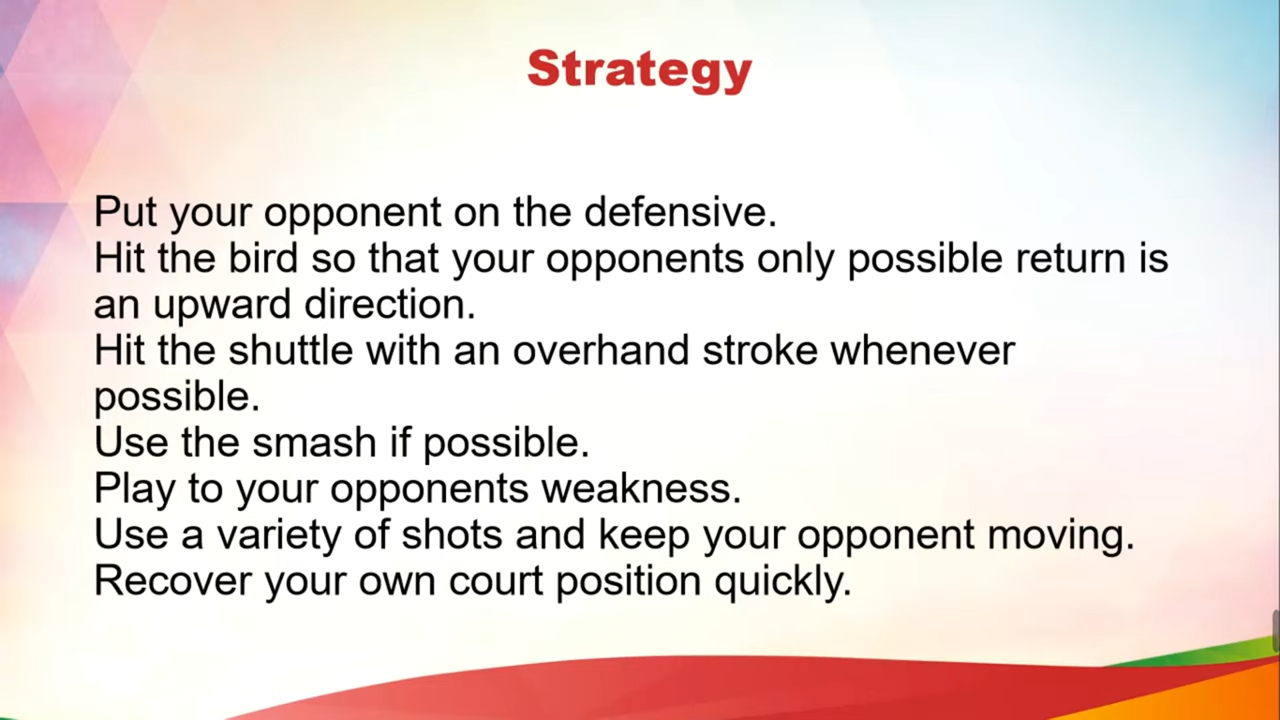 Strategy
Put your opponent on the defensive.
Hit the bird so that your opponents only possible return is
an upward direction.
Hit the shuttle with an overhand stroke whenever
possible.
Use the smash if possible.
Play to your opponents weakness.
Use a variety of shots and keep your opponent moving.
Recover your own court position quickly.